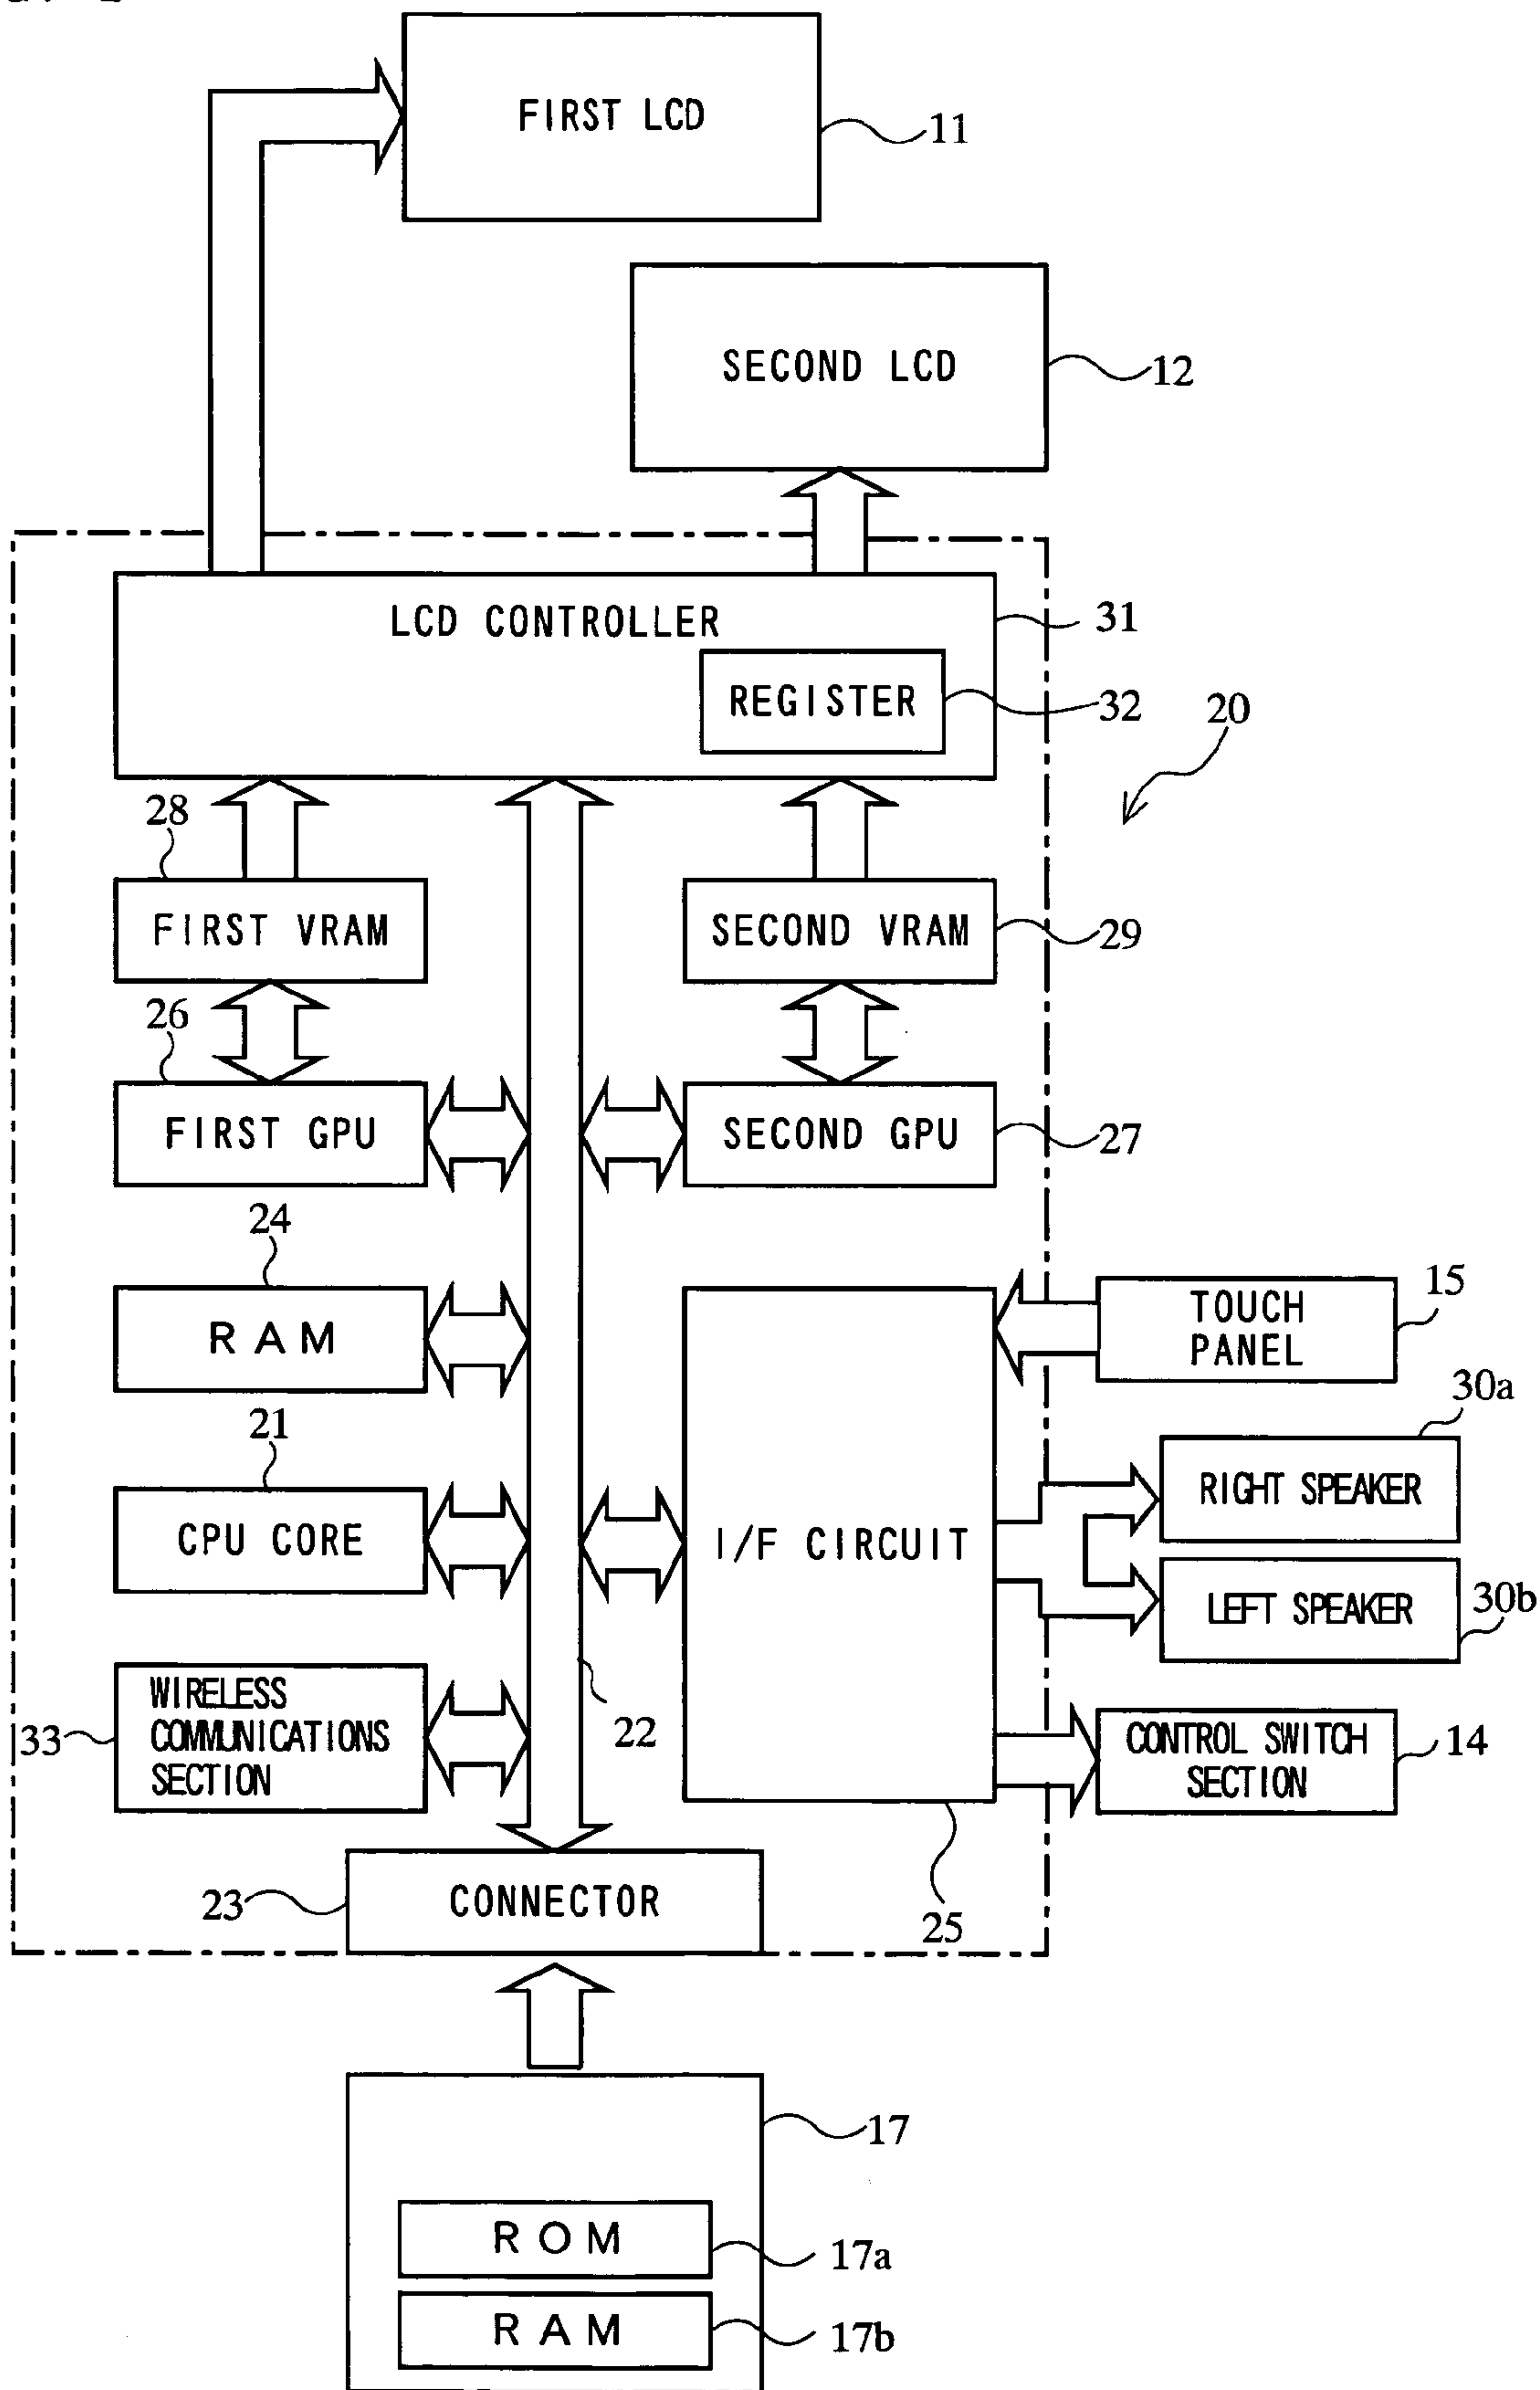 FIRST LCD
11
SECOND LCD
12
LCD CONTROLLER
31
REGISTER
32
20
28
FIRST VRAM
SECOND VRAM
29
26
FIRST GPU
SECOND GPU
27
24
RAM
TOUCH
PANEL
15
30a
21
CPU CORE
I/F CIRCUIT
RIGHT SPEAKER
LEFT SPEAKER
30b
33
WIRELESS
COMMUNICATIONS
SECTION
22
CONTROL SWITCH
SECTION
14
23
CONNECTOR
25
17
ROM
17a
RAM
17b